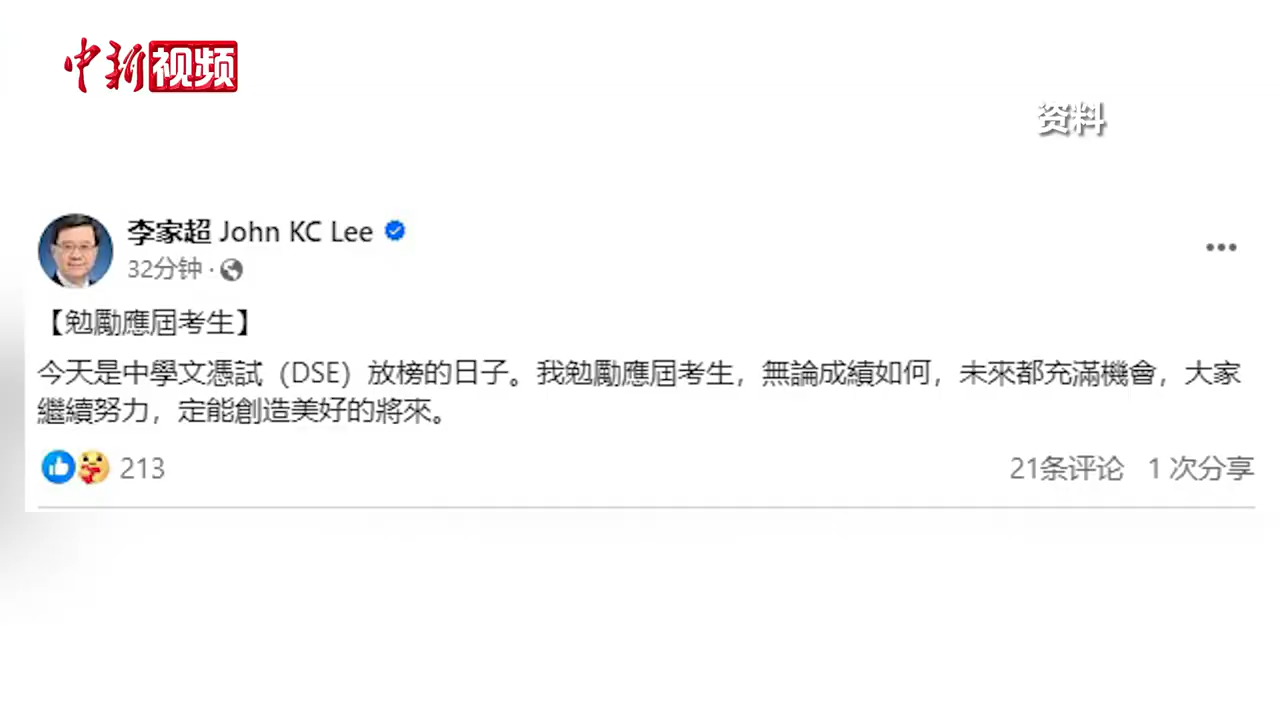 中新视频
资料
李家超 John KC Lee
32分钟 ·
【勉勵應屆考生】
今天是中學文憑試（DSE）放榜的日子。我勉勵應屆考生，無論成績如何，未來都充滿機會，大家
繼續努力，定能創造美好的將來。
213
21条评论 1 次分享